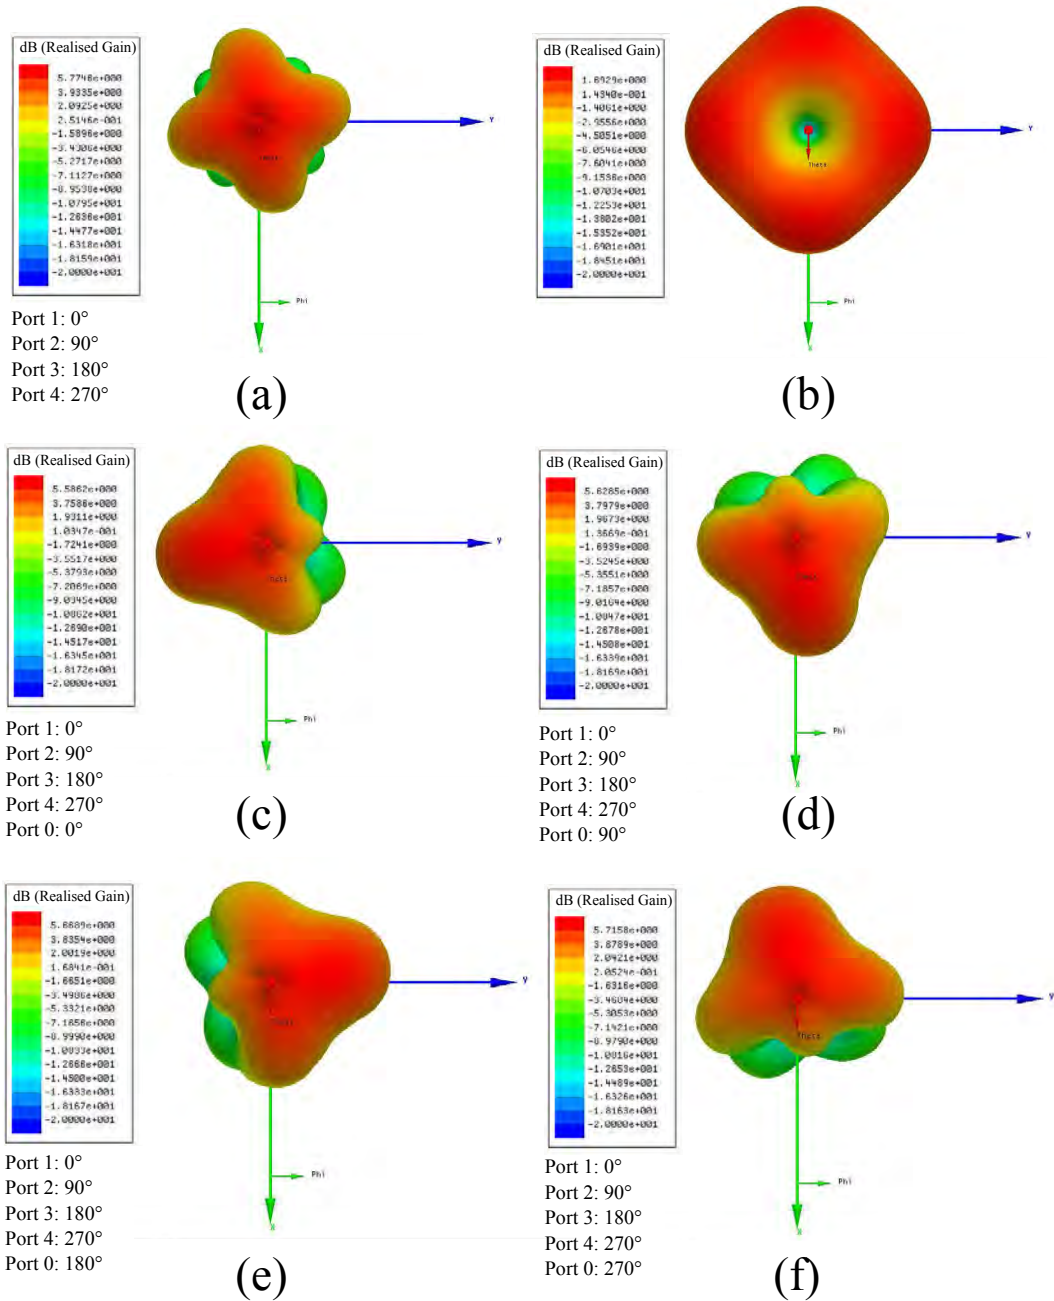 dB (Realised Gain)
5.7746e+000
3.9335e+000
2.0925e+000
2.5146e-001
-1.5896e+000
-3.4306e+000
-5.2717e+000
-7.1127e+000
-8.9538e+000
-1.0795e+001
-1.2636e+001
-1.4477e+001
-1.6318e+001
-1.8159e+001
-2.0000e+001
Theta
Y
Phi
X
Port 1: 0°
Port 2: 90°
Port 3: 180°
Port 4: 270°
(a)
dB (Realised Gain)
1.6929e+000
1.4340e-001
-1.4061e+000
-2.9556e+000
-4.5051e+000
-6.0546e+000
-7.6041e+000
-9.1536e+000
-1.0703e+001
-1.2253e+001
-1.3802e+001
-1.5352e+001
-1.6901e+001
-1.8451e+001
-2.0000e+001
Theta
Y
Phi
X
(b)
dB (Realised Gain)
5.5862e+000
3.7586e+000
1.9311e+000
1.0347e-001
-1.7241e+000
-3.5517e+000
-5.3793e+000
-7.2069e+000
-9.0345e+000
-1.0862e+001
-1.2690e+001
-1.4517e+001
-1.6345e+001
-1.8172e+001
-2.0000e+001
Theta
Y
Phi
X
Port 1: 0°
Port 2: 90°
Port 3: 180°
Port 4: 270°
Port 0: 0°
(c)
dB (Realised Gain)
5.6285e+000
3.7979e+000
1.9673e+000
1.3669e-001
-1.6939e+000
-3.5245e+000
-5.3551e+000
-7.1857e+000
-9.0164e+000
-1.0847e+001
-1.2678e+001
-1.4508e+001
-1.6339e+001
-1.8169e+001
-2.0000e+001
Theta
Y
Phi
X
Port 1: 0°
Port 2: 90°
Port 3: 180°
Port 4: 270°
Port 0: 90°
(d)
dB (Realised Gain)
5.6689e+000
3.8354e+000
2.0019e+000
1.6841e-001
-1.6651e+000
-3.4986e+000
-5.3321e+000
-7.1656e+000
-8.9990e+000
-1.0833e+001
-1.2666e+001
-1.4500e+001
-1.6333e+001
-1.8167e+001
-2.0000e+001
Theta
Y
Phi
X
Port 1: 0°
Port 2: 90°
Port 3: 180°
Port 4: 270°
Port 0: 180°
(e)
dB (Realised Gain)
5.7158e+000
3.8789e+000
2.0421e+000
2.0524e-001
-1.6316e+000
-3.4684e+000
-5.3053e+000
-7.1421e+000
-8.9790e+000
-1.0816e+001
-1.2653e+001
-1.4489e+001
-1.6326e+001
-1.8163e+001
-2.0000e+001
Theta
Y
Phi
X
Port 1: 0°
Port 2: 90°
Port 3: 180°
Port 4: 270°
Port 0: 270°
(f)